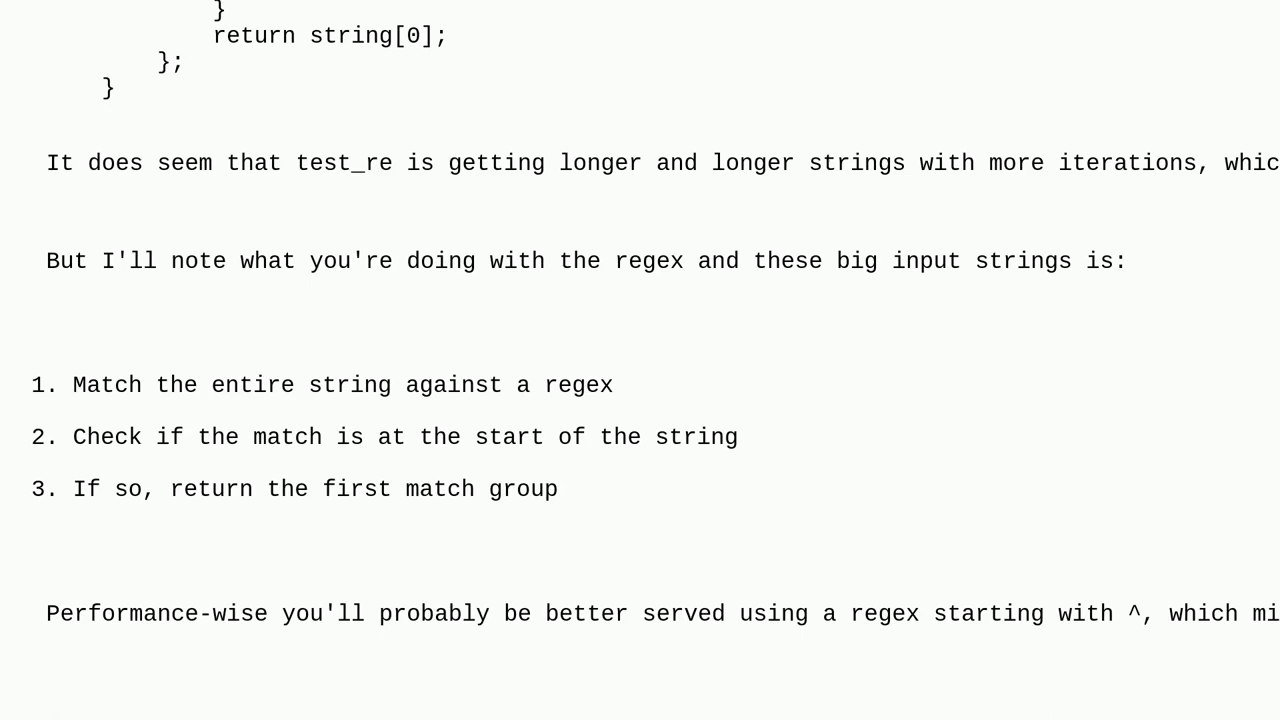 }
return string[0];
};
}
It does seem that test_re is getting longer and longer strings with more iterations,
But I'll note what you're doing with the regex and these big input strings is:
1. Match the entire string against a regex
2. Check if the match is at the start of the string
3. If so, return the first match group
Performance-wise you'll probably be better served using a regex starting with ^, which